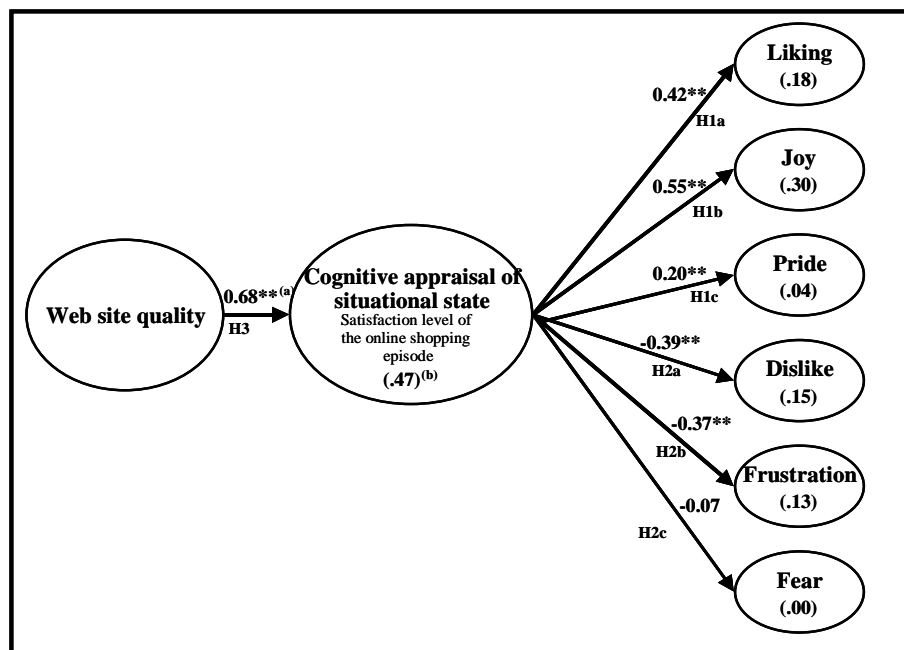 Web site quality
0.68**(a)
H3
Cognitive appraisal of
situational state
Satisfaction level of
the online shopping
episode
(.47)(b)
0.42**
H1a
Liking
(.18)
0.55**
H1b
Joy
(.30)
0.20**
H1c
Pride
(.04)
-0.39**
H2a
Dislike
(.15)
-0.37**
H2b
Frustration
(.13)
-0.07
H2c
Fear
(.00)